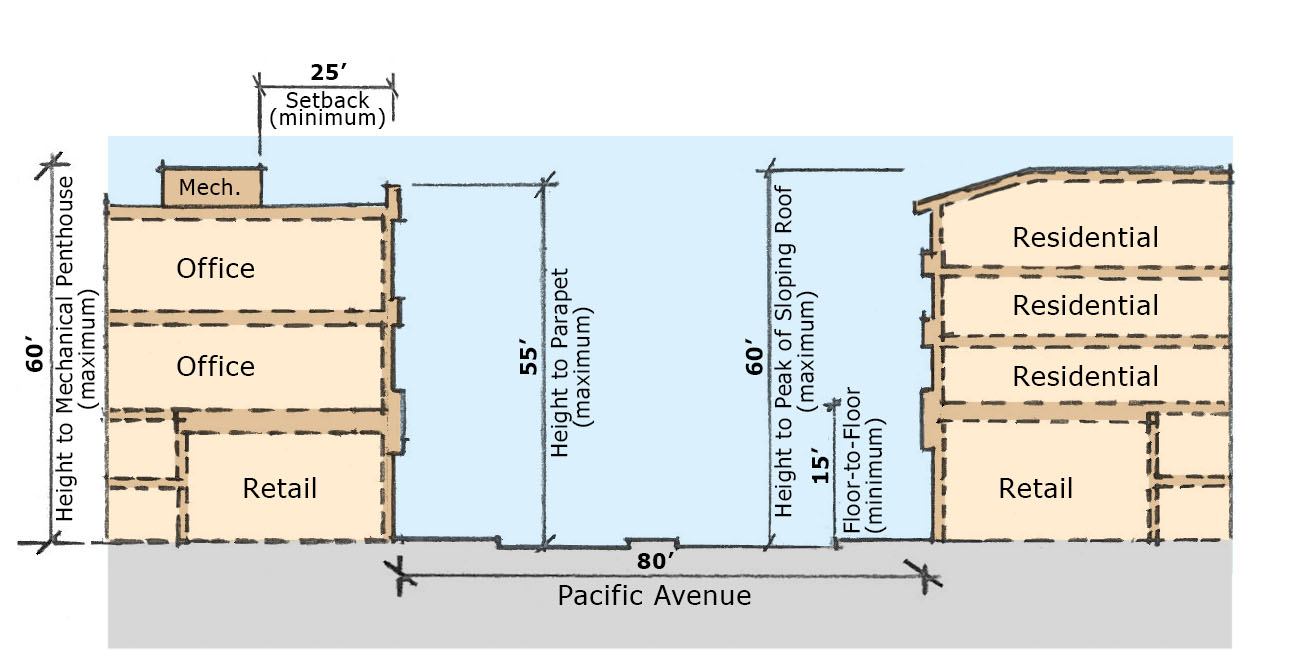 25′
Setback
(minimum)
Mech.
Office
Office
Retail
60′
Height to Mechanical Penthouse
(maximum)
55′
Height to Parapet
(maximum)
60′
Height to Peak of Sloping Roof
(maximum)
15′
Floor-to-Floor
(minimum)
Residential
Residential
Residential
Retail
80′
Pacific Avenue